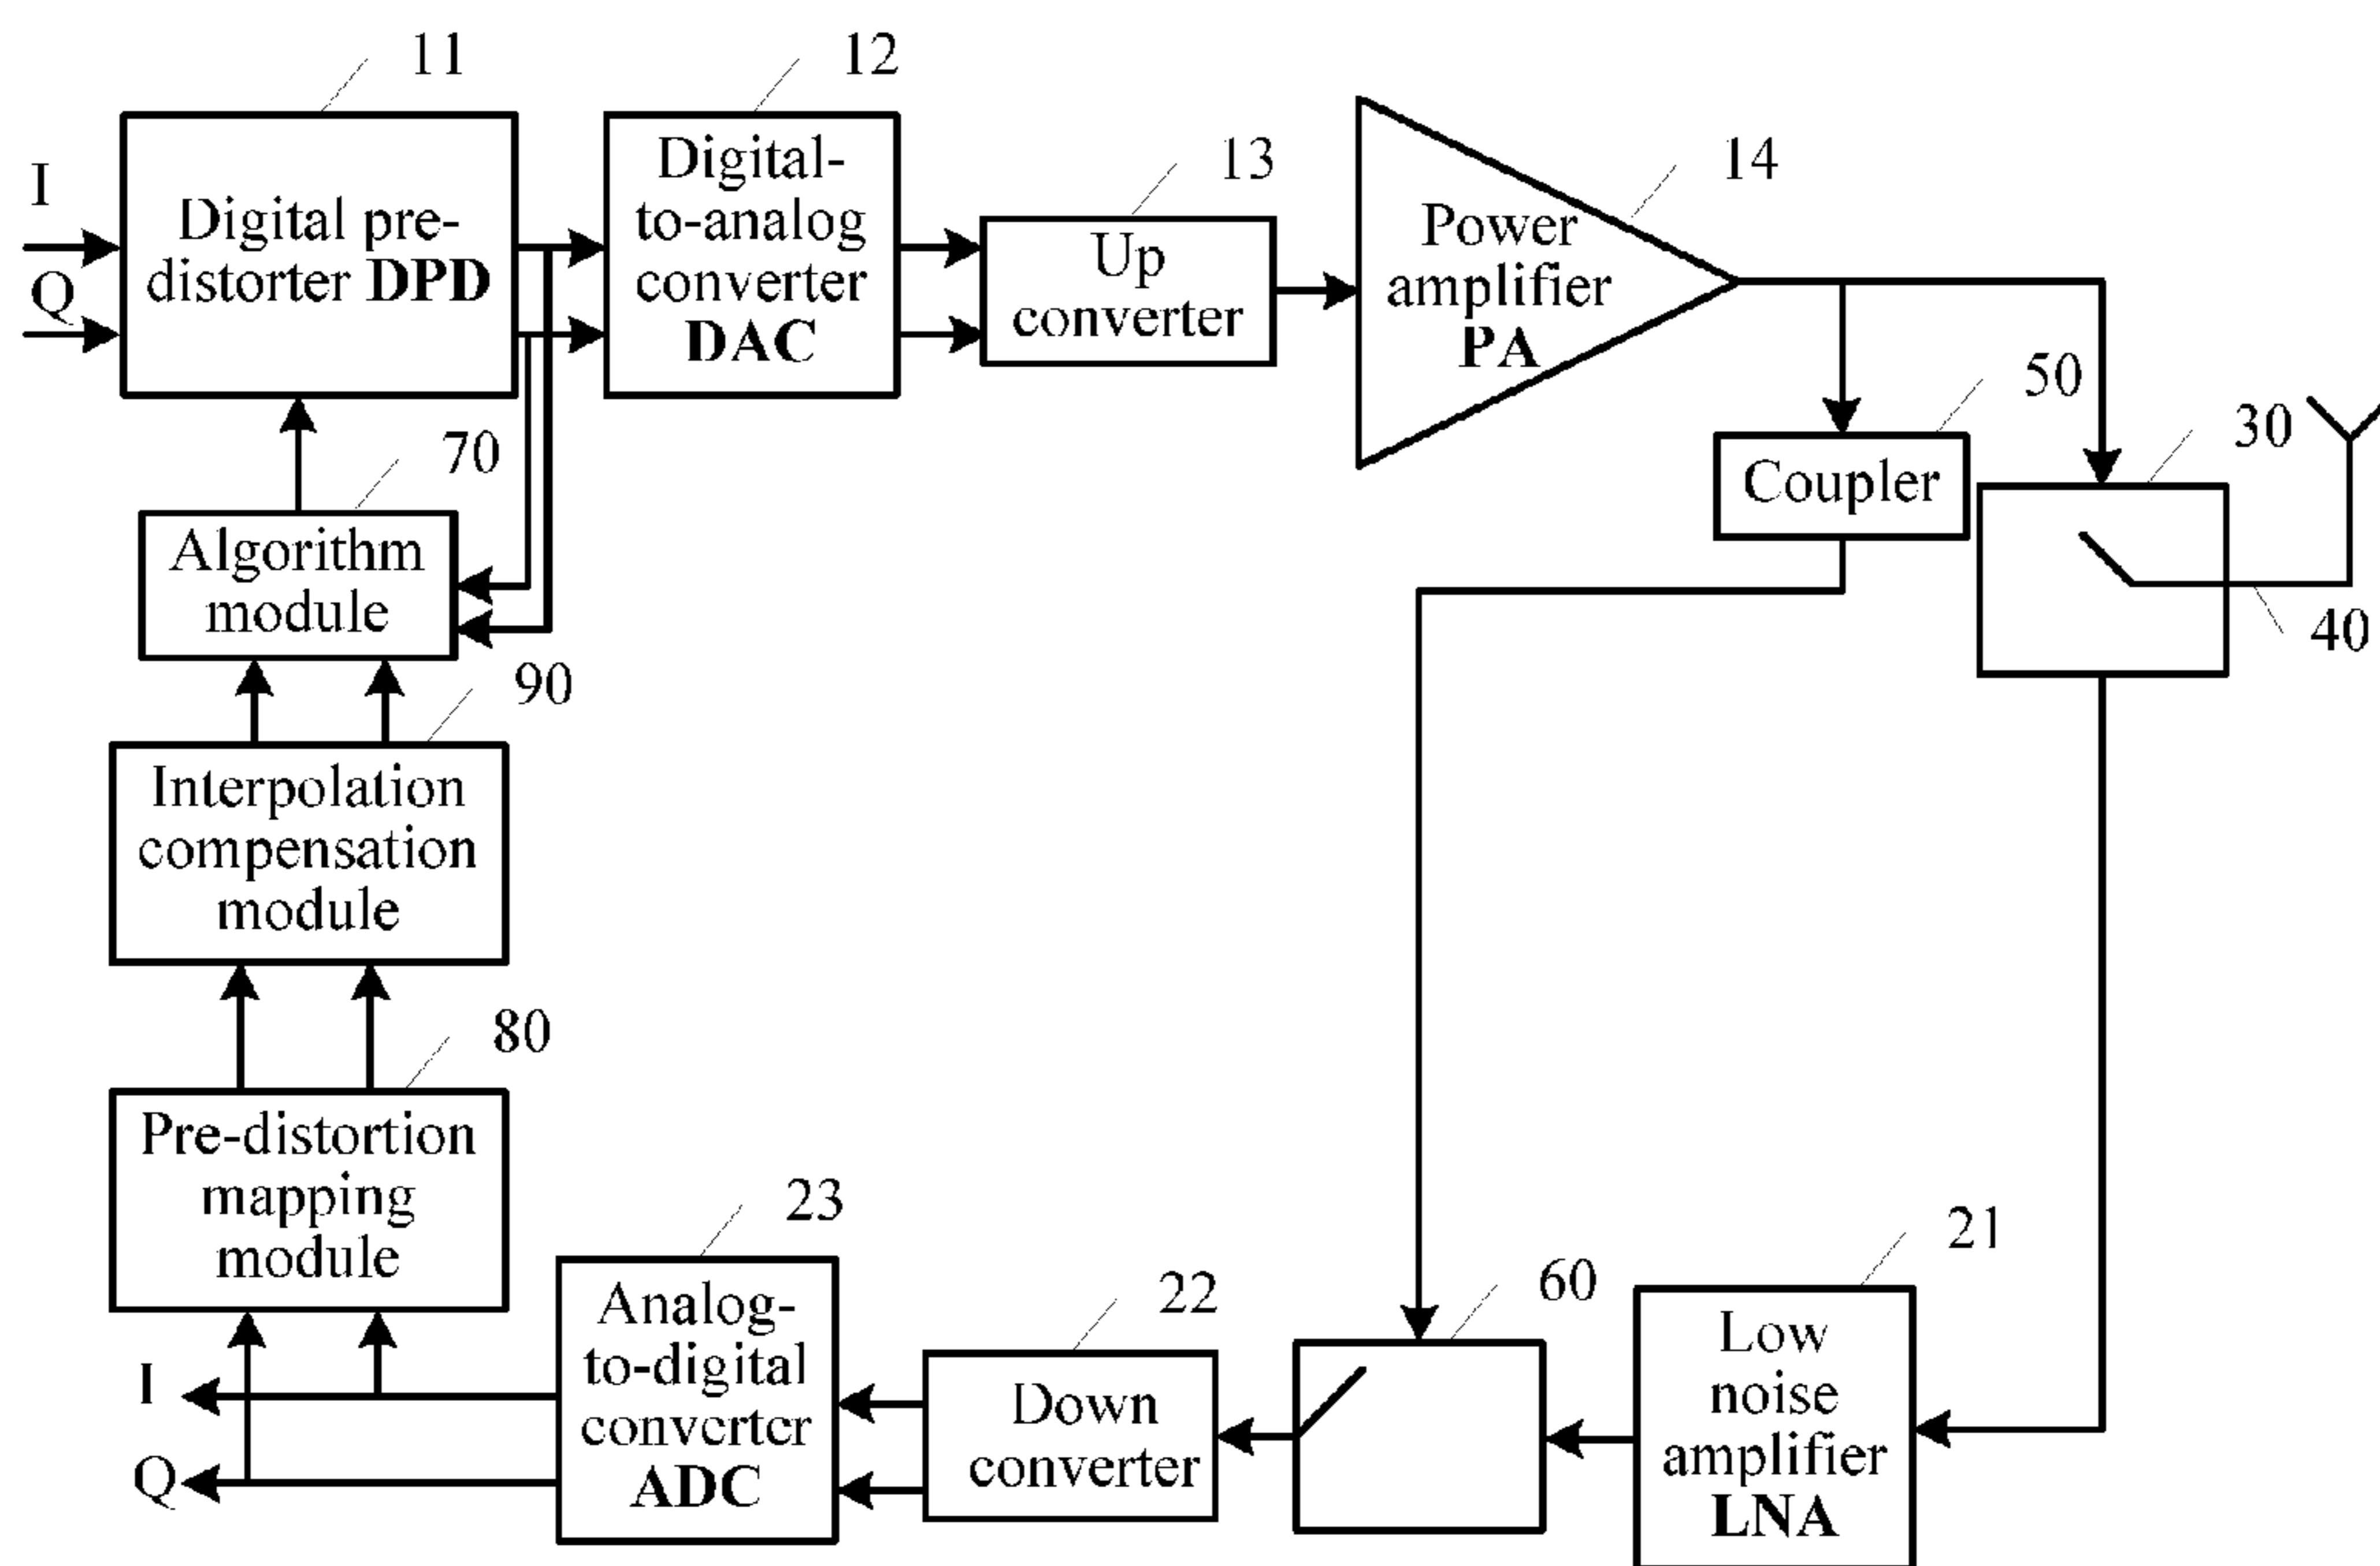 11
12
13
14
I
Q
Digital pre-
distorter DPD
Digital-
to-analog
converter
DAC
Up
converter
Power
amplifier
PA
50
Coupler
30
40
70
Algorithm
module
90
Interpolation
compensation
module
80
Pre-distortion
mapping
module
I
Q
23
Analog-
to-digital
converter
ADC
22
Down
converter
60
21
Low
noise
amplifier
LNA